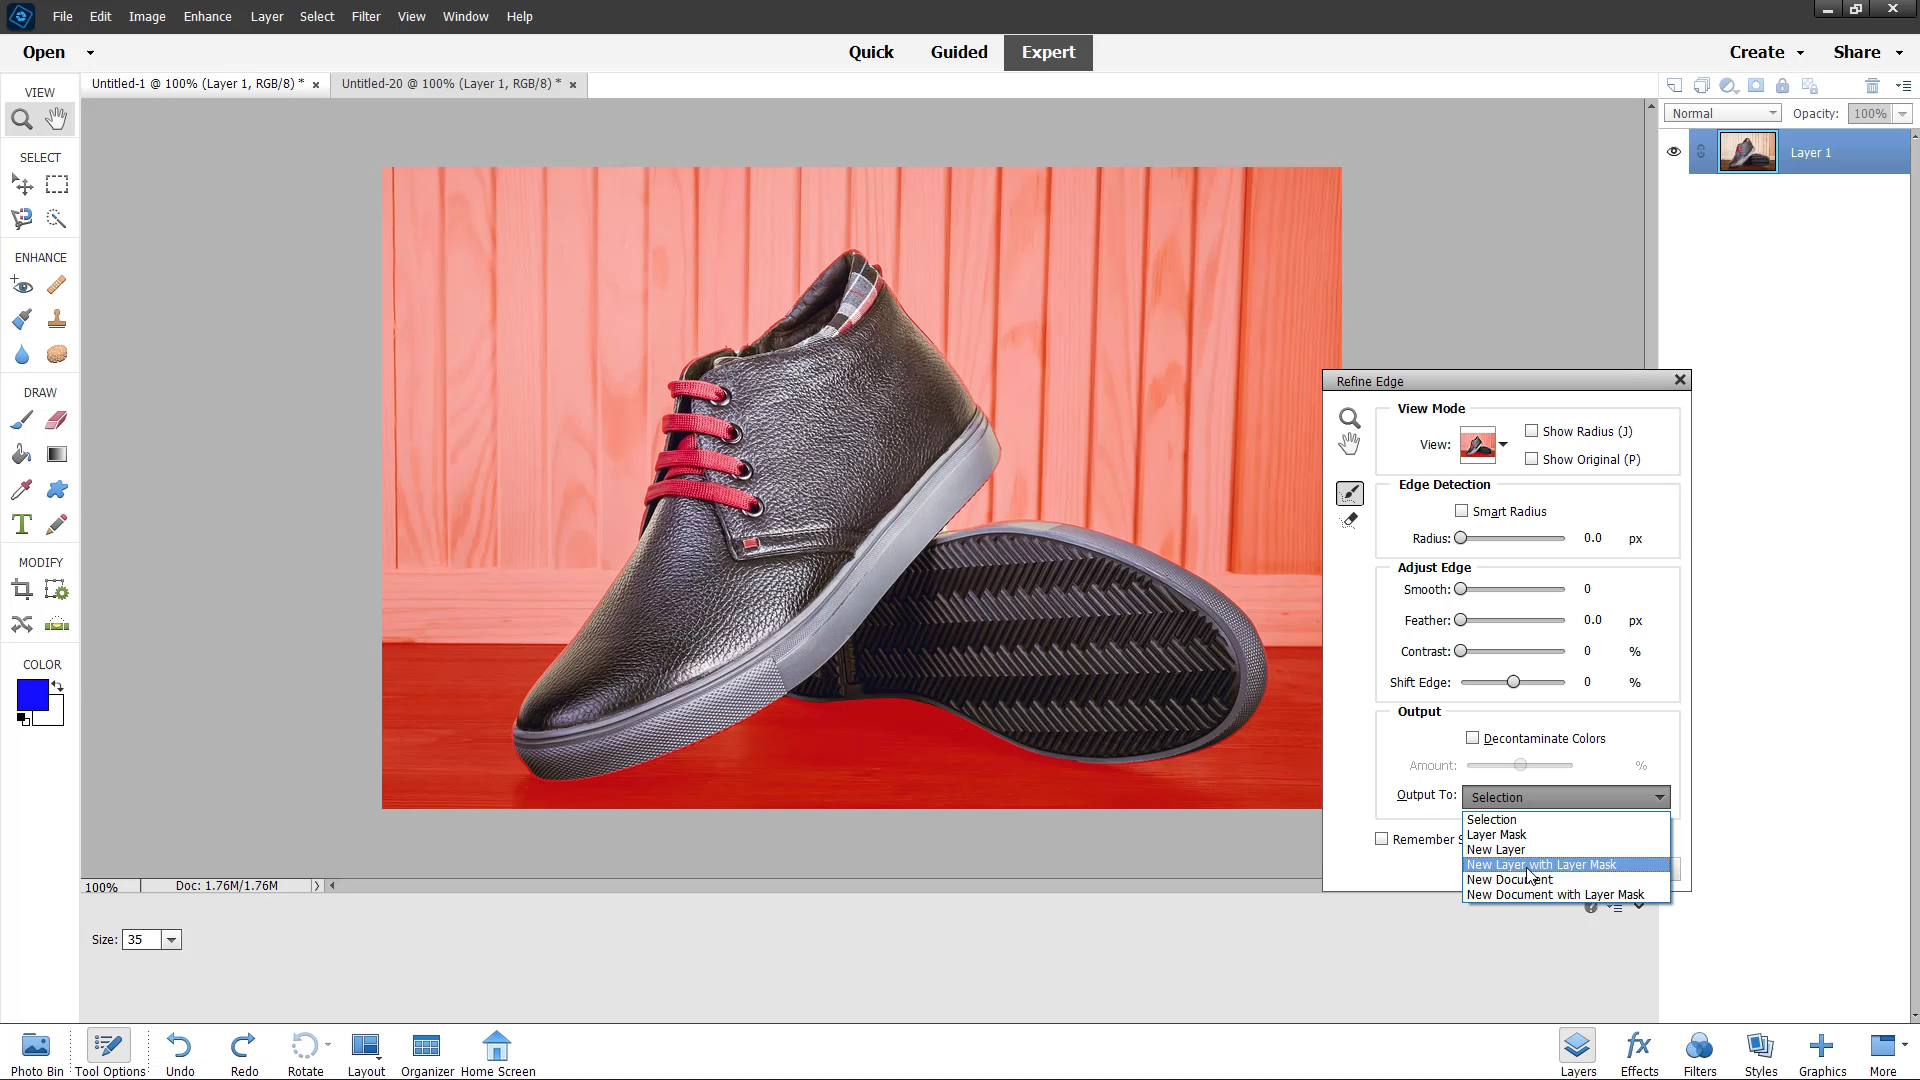 File Edit Image Enhance Layer Select Filter View Window Help
Open Quick Guided Expert Create Share
Untitled-1 @ 100% (Layer 1, RGB/8) * × Untitled-20 @ 100% (Layer 1, RGB/8) * ×
VIEW
SELECT
ENHANCE
DRAW
MODIFY
COLOR
Normal Opacity: 100%
Layer 1
Refine Edge
View Mode
View: Show Radius (J)
Show Original (P)
Edge Detection
Smart Radius
Radius: 0.0 px
Adjust Edge
Smooth: 0
Feather: 0.0 px
Contrast: 0 %
Shift Edge: 0 %
Output
Decontaminate Colors
Amount: %
Output To: Selection
Selection
Layer Mask
New Layer
New Layer with Layer Mask
New Document
New Document with Layer Mask
Remember S
100% Doc: 1.76M/1.76M
Size: 35
Photo Bin Tool Options Undo Redo Rotate Layout Organizer Home Screen Layers Effects Filters Styles Graphics More